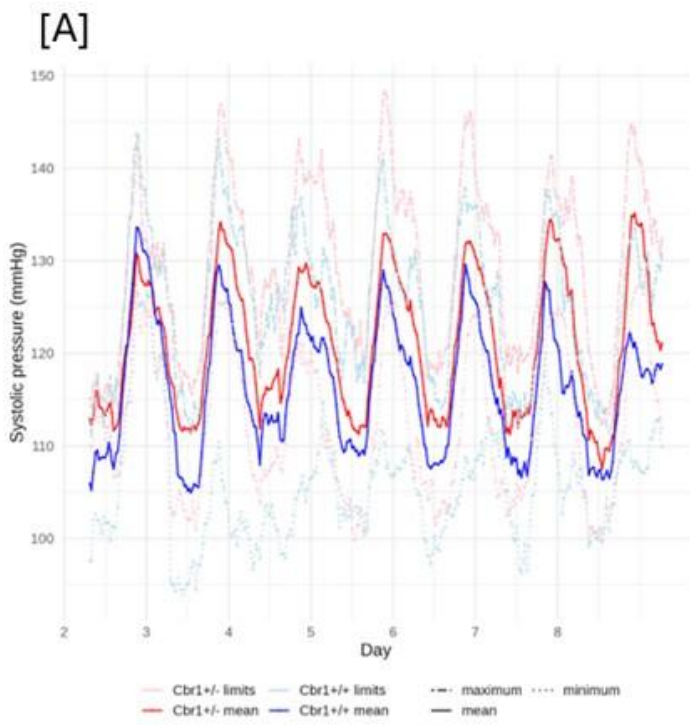 [A]
150
140
130
120
110
100
Systolic pressure (mmHg)
2 3 4 5 6 7 8
Day
Cbr1+/- limits Cbr1+/+ limits maximum minimum
Cbr1+/- mean Cbr1+/+ mean mean